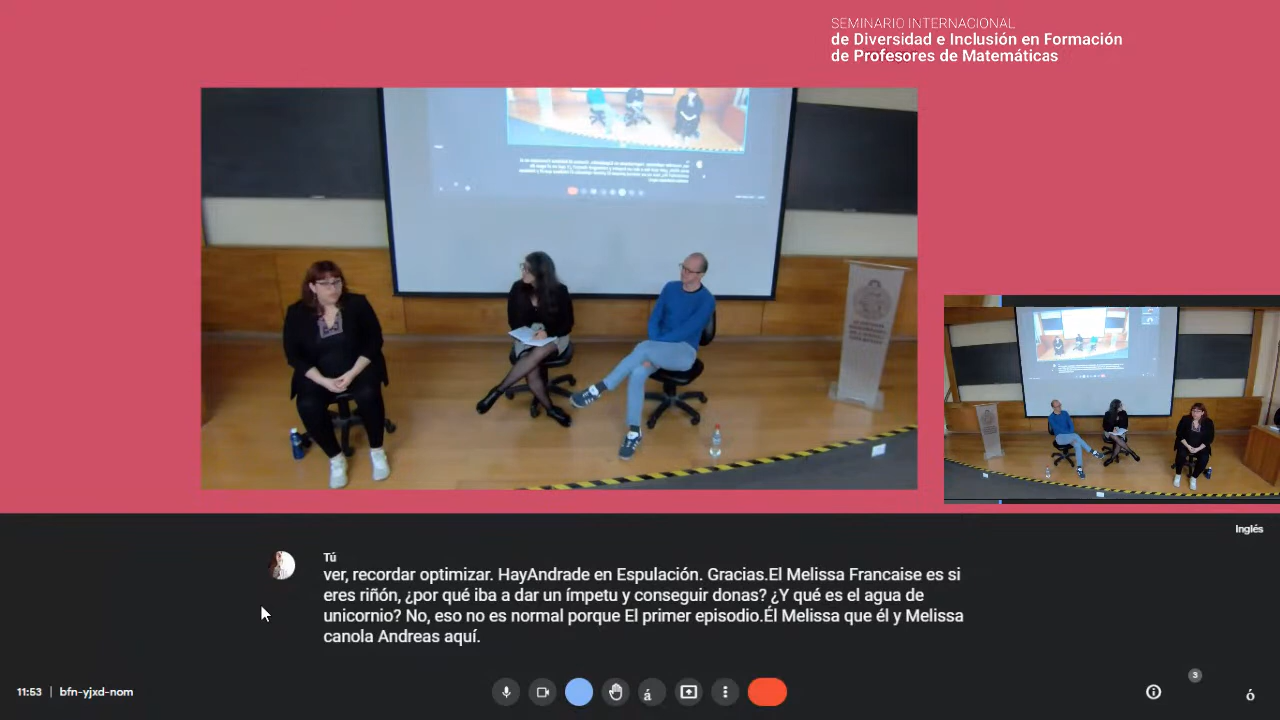 SEMINARIO INTERNACIONAL
de Diversidad e Inclusión en Formación
de Profesores de Matemáticas
Inglés
Tú
ver, recordar optimizar. HayAndrade en Espulación. Gracias.El Melissa Francaise es si
eres riñón, ¿por qué iba a dar un ímpetu y conseguir donas? ¿Y qué es el agua de
unicornio? No, eso no es normal porque El primer episodio.Él Melissa que él y Melissa
canola Andreas aquí.
11:53 | bfn-yjxd-nom
á
3
ó